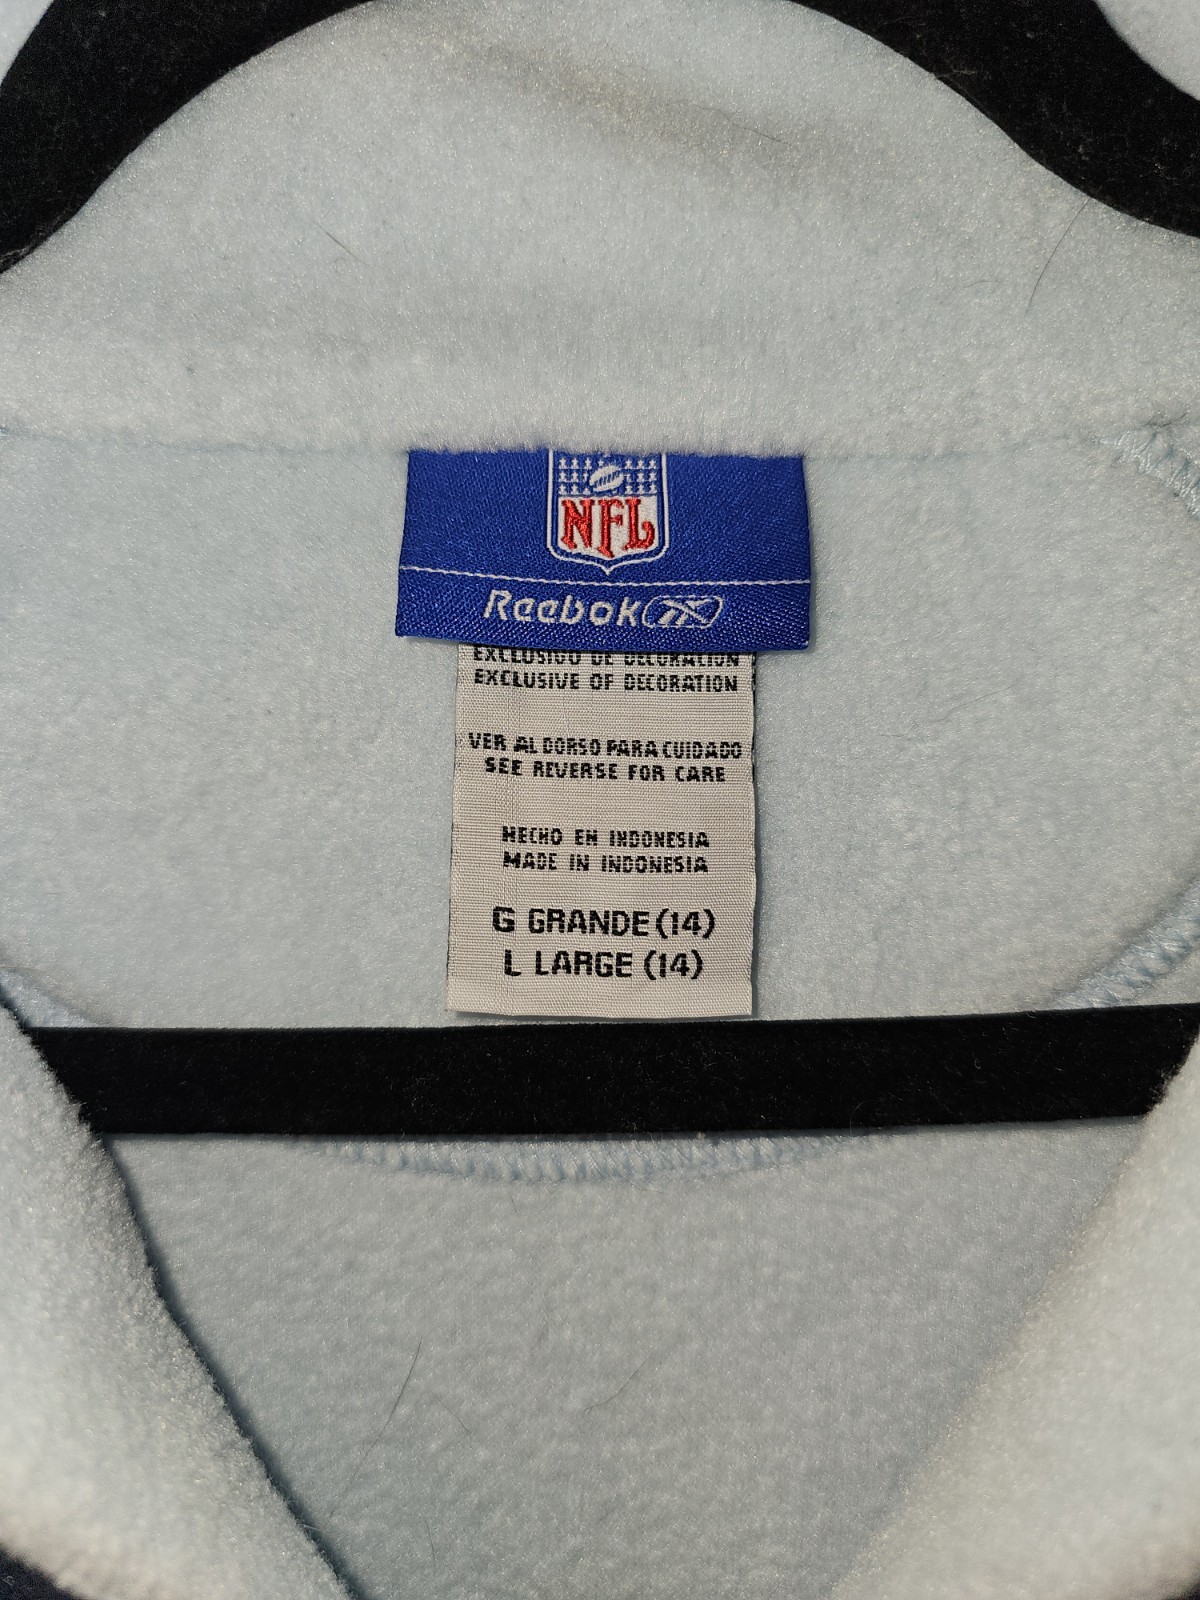 NFL
Reebok
EXCLUSIVO DE DECORACION
EXCLUSIVE OF DECORATION
VER AL DORSO PARA CUIDADO
SEE REVERSE FOR CARE
HECHO EN INDONESIA
MADE IN INDONESIA
G GRANDE (14)
L LARGE (14)